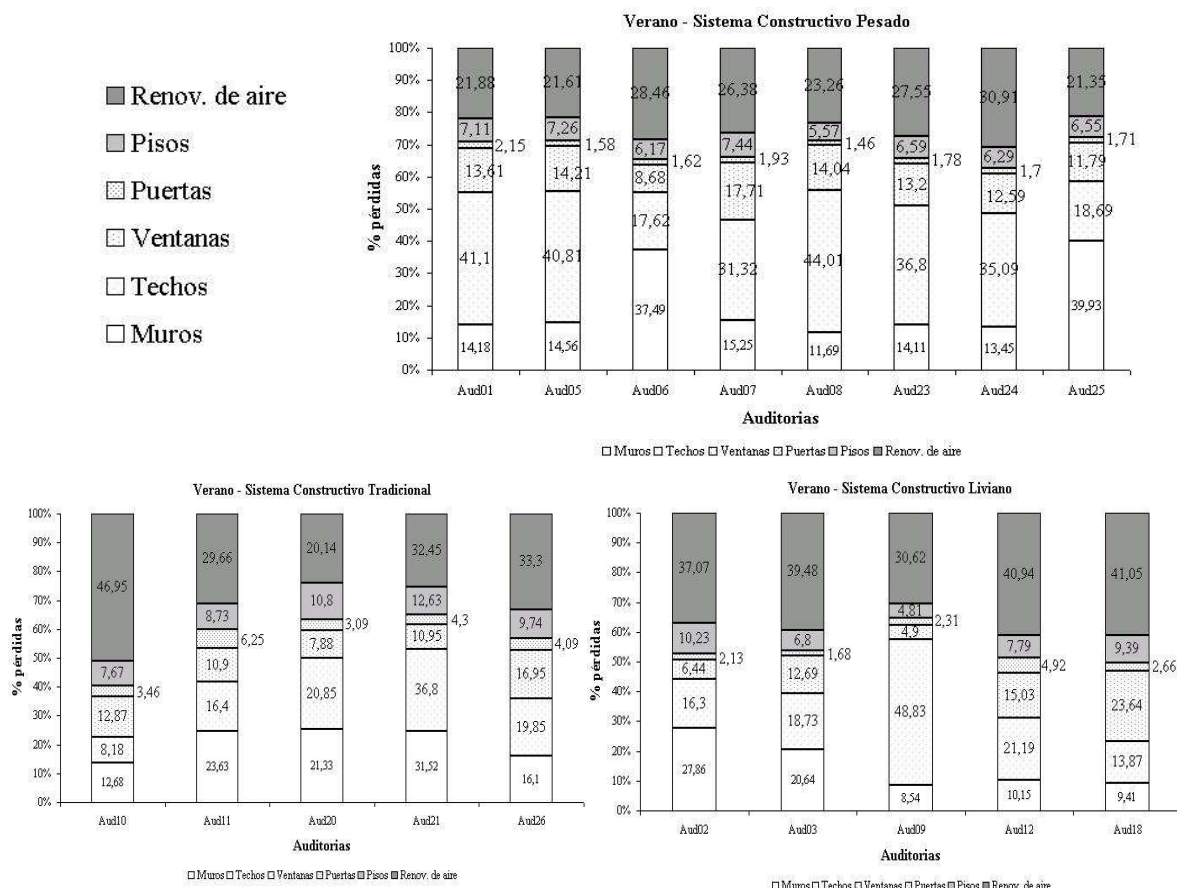 Verano - Sistema Constructivo Pesado
Renov. de aire
Pisos
Puertas
Ventanas
Techos
Muros
% pérdidas
100%
90%
80%
70%
60%
50%
40%
30%
20%
10%
0%
21,88 21,61 28,46 26,38 23,26 27,55 30,91 21,35
7,11 7,26 6,17 7,44 5,57 6,59 6,29 6,55
2,15 1,58 1,62 1,93 1,46 1,78 1,7 1,71
13,61 14,21 8,68 17,71 14,04 13,2 12,59 11,79
41,1 40,81 17,62 31,32 44,01 36,8 35,09 18,69
14,18 14,56 37,49 15,25 11,69 14,11 13,45 39,93
Aud01 Aud05 Aud06 Aud07 Aud08 Aud23 Aud24 Aud25
Auditorias
Muros Techos Ventanas Puertas Pisos Renov. de aire
Verano - Sistema Constructivo Tradicional
% pérdidas
100%
90%
80%
70%
60%
50%
40%
30%
20%
10%
0%
46,95 29,66 20,14 32,45 33,3
7,67 8,73 10,8 12,63 9,74
3,46 6,25 3,09 4,3 4,09
12,87 10,9 7,88 10,95 16,95
8,18 16,4 20,85 36,8 19,85
12,68 23,63 21,33 31,52 16,1
Aud10 Aud11 Aud20 Aud21 Aud26
Auditorias
Muros Techos Ventanas Puertas Pisos Renov. de aire
Verano - Sistema Constructivo Liviano
% pérdidas
100%
90%
80%
70%
60%
50%
40%
30%
20%
10%
0%
37,07 39,48 30,62 40,94 41,05
10,23 6,8 4,81 7,79 9,39
2,13 1,68 2,31 4,92 2,66
6,44 12,69 4,9 15,03 23,64
16,3 18,73 48,83 21,19 13,87
27,86 20,64 8,54 10,15 9,41
Aud02 Aud03 Aud09 Aud12 Aud18
Auditorias
Muros Techos Ventanas Puertas Pisos Renov. de aire